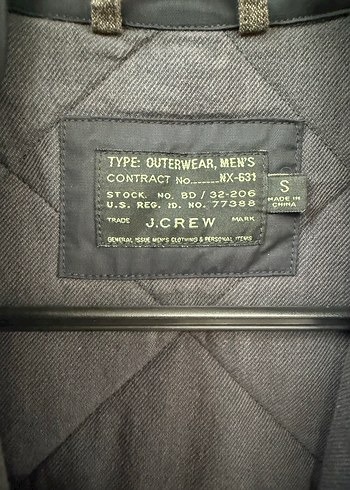 TYPE: OUTERWEAR, MEN'S
CONTRACT No.........NX-631
STOCK. NO. BD / 32-206
U.S. REG. ID. NO. 77388
TRADE J.CREW MARK
GENERAL ISSUE MEN'S CLOTHING & PERSONAL ITEMS
S
MADE IN
CHINA